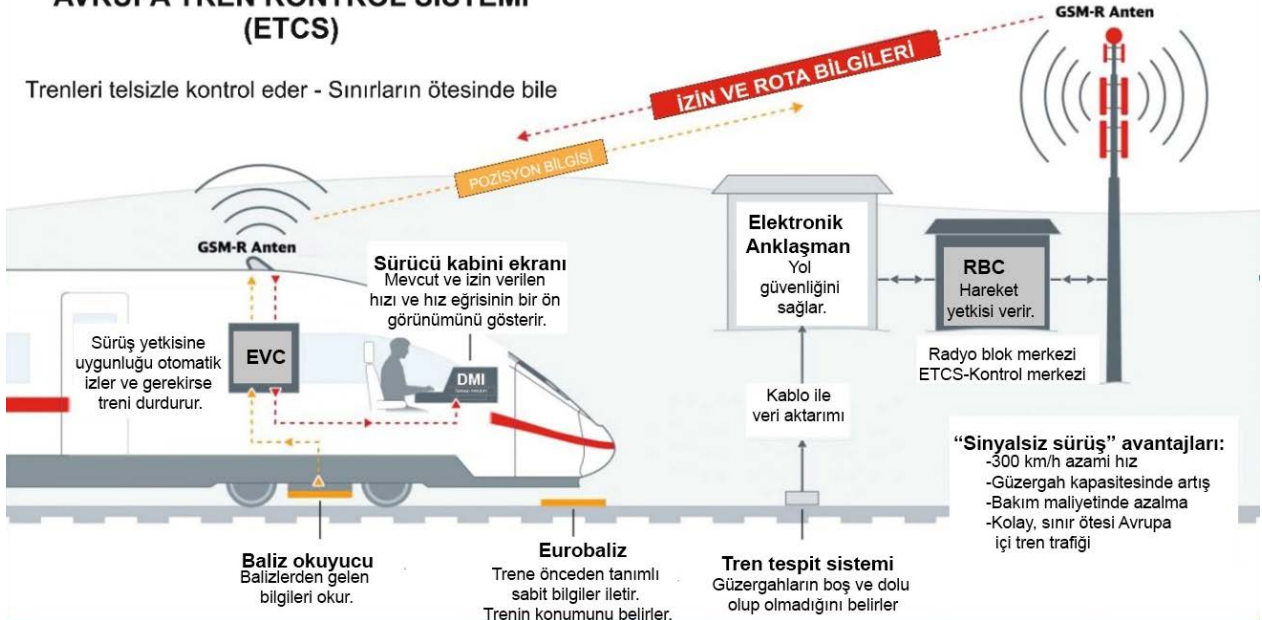 AVRUPA TREN KONTROL SİSTEMİ
(ETCS)
Trenleri telsizle kontrol eder - Sınırların ötesinde bile
GSM-R Anten
İZİN VE ROTA BİLGİLERİ
POZİSYON BİLGİSİ
GSM-R Anten
Sürücü kabini ekranı
Mevcut ve izin verilen
hızı ve hız eğrisinin bir ön
görünümünü gösterir.
Sürüş yetkisine
uygunluğu otomatik
izler ve gerekirse
treni durdurur.
EVC
DMI
Elektronik
Anklaşman
Yol
güvenliğini
sağlar.
RBC
Hareket
yetkisi verir.
Radyo blok merkezi
ETCS-Kontrol merkezi
Kablo ile
veri aktarımı
“Sinyalsiz sürüş” avantajları:
-300 km/h azami hız
-Güzergah kapasitesinde artış
-Bakım maliyetinde azalma
-Kolay, sınır ötesi Avrupa
içi tren trafiği
Baliz okuyucu
Balizlerden gelen
bilgileri okur.
Eurobaliz
Trene önceden tanımlı
sabit bilgiler iletir.
Trenin konumunu belirler.
Tren tespit sistemi
Güzergahların boş ve dolu
olup olmadığını belirler